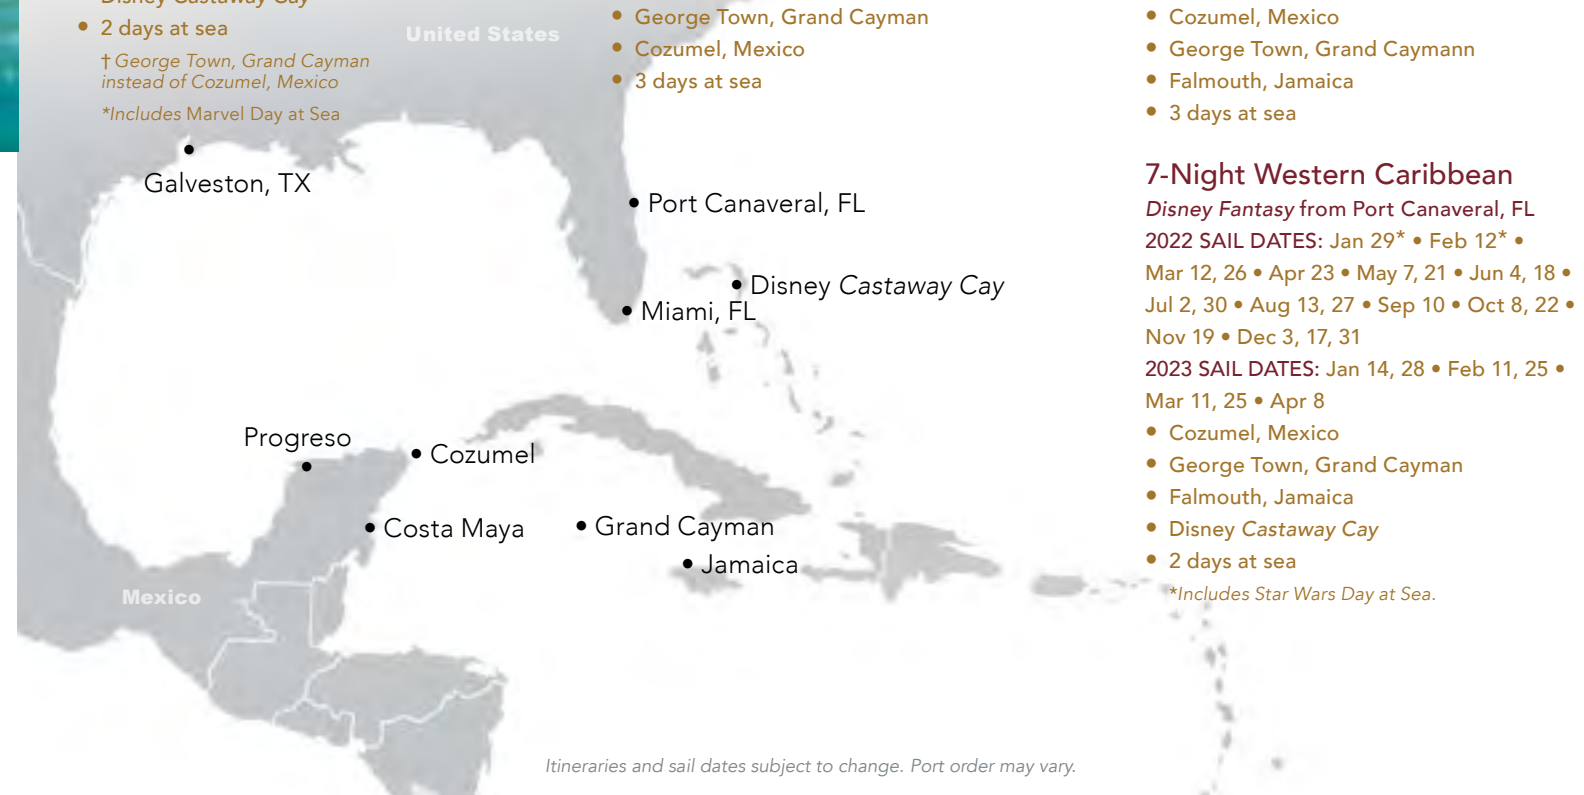 Disney Castaway Cay
• 2 days at sea
† George Town, Grand Cayman
instead of Cozumel, Mexico
*Includes Marvel Day at Sea
United States
• George Town, Grand Cayman
• Cozumel, Mexico
• 3 days at sea
• Cozumel, Mexico
• George Town, Grand Caymann
• Falmouth, Jamaica
• 3 days at sea
7-Night Western Caribbean
Disney Fantasy from Port Canaveral, FL
2022 SAIL DATES: Jan 29* • Feb 12* •
Mar 12, 26 • Apr 23 • May 7, 21 • Jun 4, 18 •
Jul 2, 30 • Aug 13, 27 • Sep 10 • Oct 8, 22 •
Nov 19 • Dec 3, 17, 31
2023 SAIL DATES: Jan 14, 28 • Feb 11, 25 •
Mar 11, 25 • Apr 8
• Cozumel, Mexico
• George Town, Grand Cayman
• Falmouth, Jamaica
• Disney Castaway Cay
• 2 days at sea
*Includes Star Wars Day at Sea.
Galveston, TX
Port Canaveral, FL
Disney Castaway Cay
Miami, FL
Progreso
Cozumel
Costa Maya
Grand Cayman
Jamaica
Mexico
Itineraries and sail dates subject to change. Port order may vary.